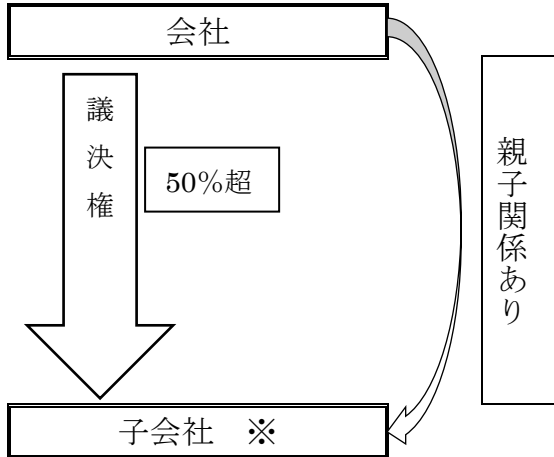 会社
議決権
50%超
親子関係あり
子会社 ※